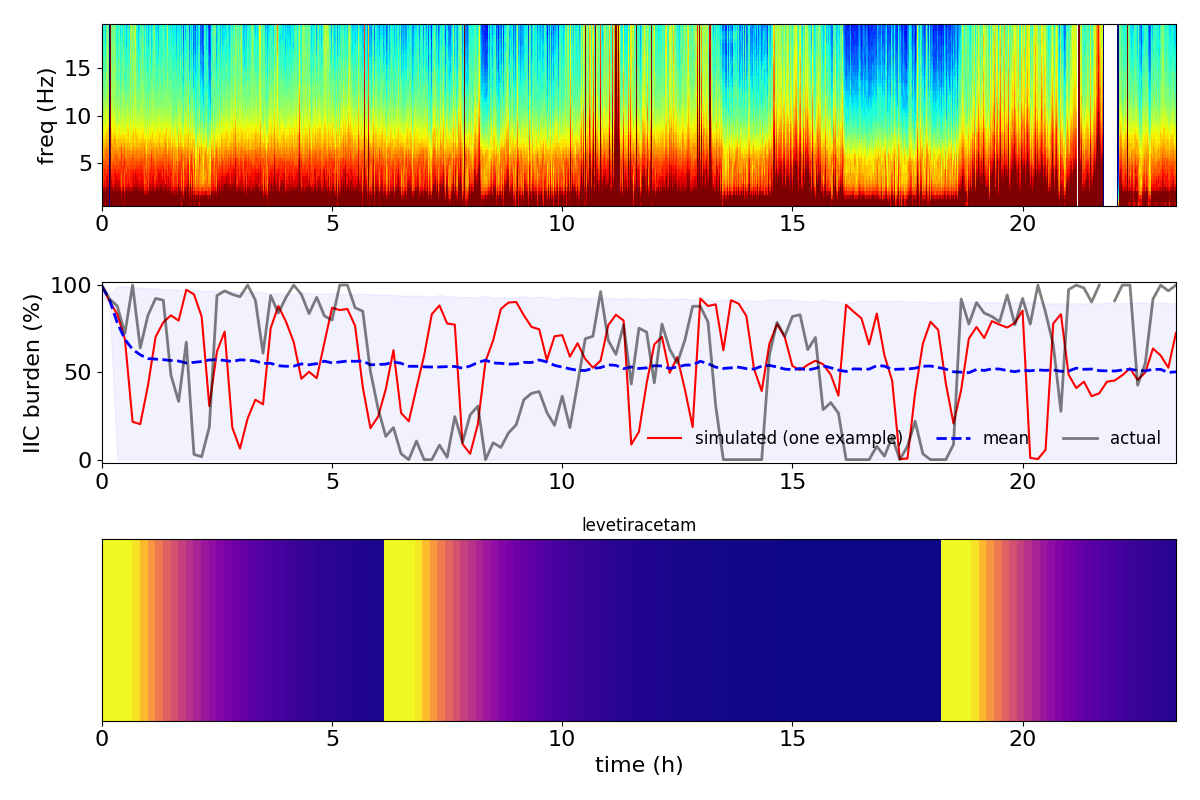 freq (Hz)
15
10
5
0 5 10 15 20
IIC burden (%)
100
50
0
simulated (one example) mean actual
0 5 10 15 20
levetiracetam
0 5 10 15 20
time (h)